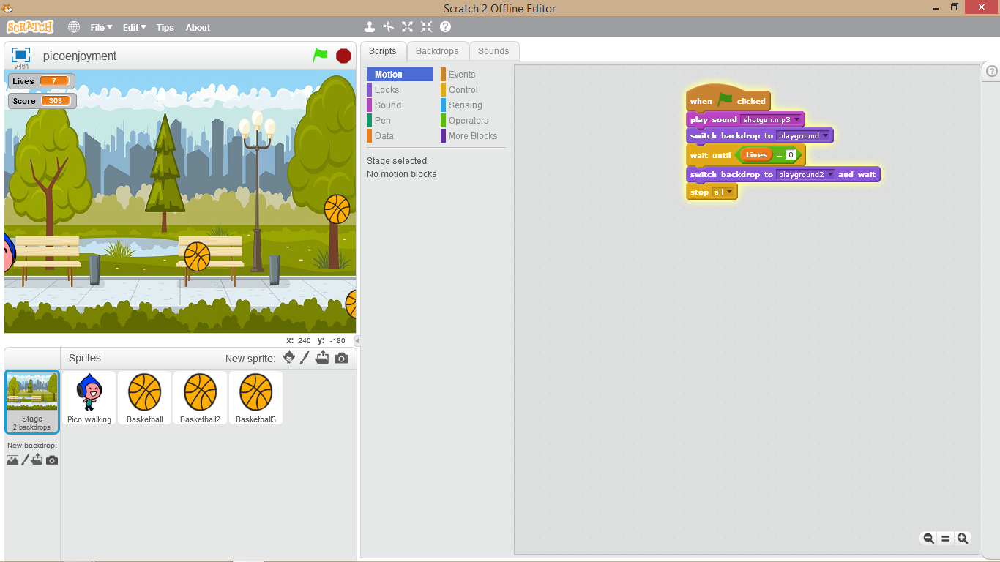 Scratch 2 Offline Editor
SCRATCH File Edit Tips About
picoenjoyment
v461
Lives 7
Score 303
x: 240 y: -180
Sprites New sprite:
Stage
2 backdrops
New backdrop:
Pico walking Basketball Basketball2 Basketball3
Scripts Backdrops Sounds
Motion Events
Looks Control
Sound Sensing
Pen Operators
Data More Blocks
Stage selected:
No motion blocks
when clicked
play sound shotgun.mp3
switch backdrop to playground
wait until Lives = 0
switch backdrop to playground2 and wait
stop all